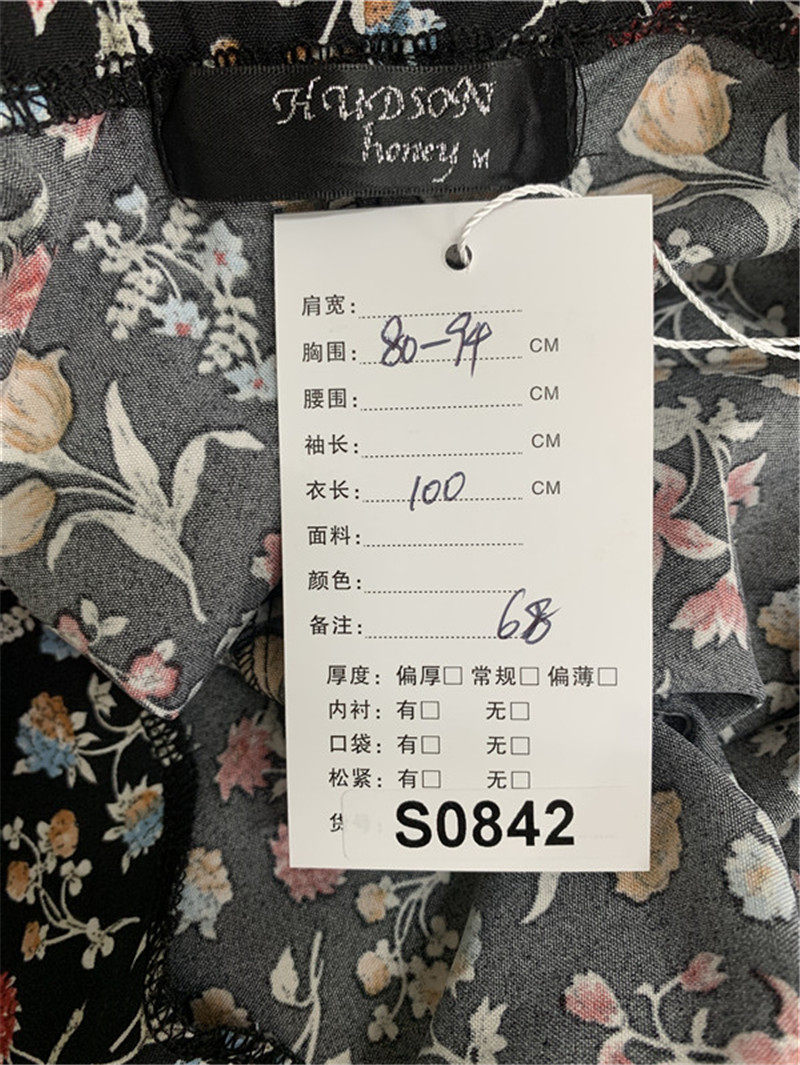 HUDSON
honey M
肩宽:
胸围: 80-94 CM
腰围: CM
袖长: CM
衣长: 100 CM
面料:
颜色:
备注: 68
厚度: 偏厚□ 常规□ 偏薄□
内衬: 有□ 无□
口袋: 有□ 无□
松紧: 有□ 无□
S0842